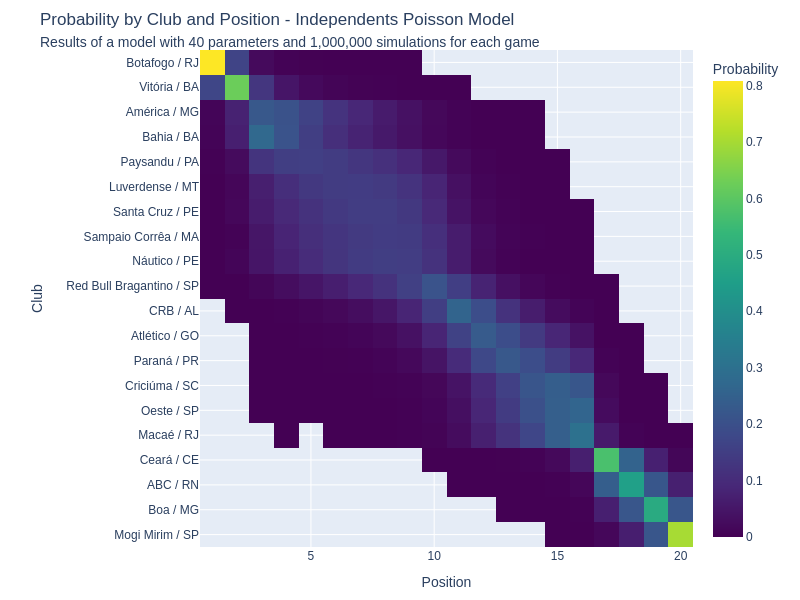 Probability by Club and Position - Independents Poisson Model
Results of a model with 40 parameters and 1,000,000 simulations for each game
Probability
Botafogo / RJ
Vitória / BA
América / MG
Bahia / BA
Paysandu / PA
Luverdense / MT
Santa Cruz / PE
Sampaio Corrêa / MA
Náutico / PE
Red Bull Bragantino / SP
CRB / AL
Atlético / GO
Paraná / PR
Criciúma / SC
Oeste / SP
Macaé / RJ
Ceará / CE
ABC / RN
Boa / MG
Mogi Mirim / SP
Club
5
10
15
20
Position
0.8
0.7
0.6
0.5
0.4
0.3
0.2
0.1
0